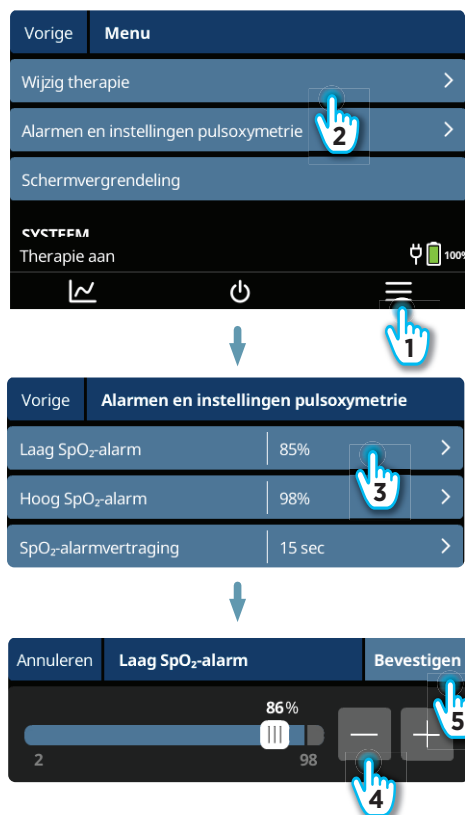 Vorige Menu
Wijzig therapie
Alarmen en instellingen pulsoxymetrie
2
Schermvergrendeling
SYSTEEM
Therapie aan 100%
1
Vorige Alarmen en instellingen pulsoxymetrie
Laag SpO₂-alarm 85%
3
Hoog SpO₂-alarm 98%
SpO₂-alarmvertraging 15 sec
Annuleren Laag SpO₂-alarm Bevestigen
5
86%
2 98
4